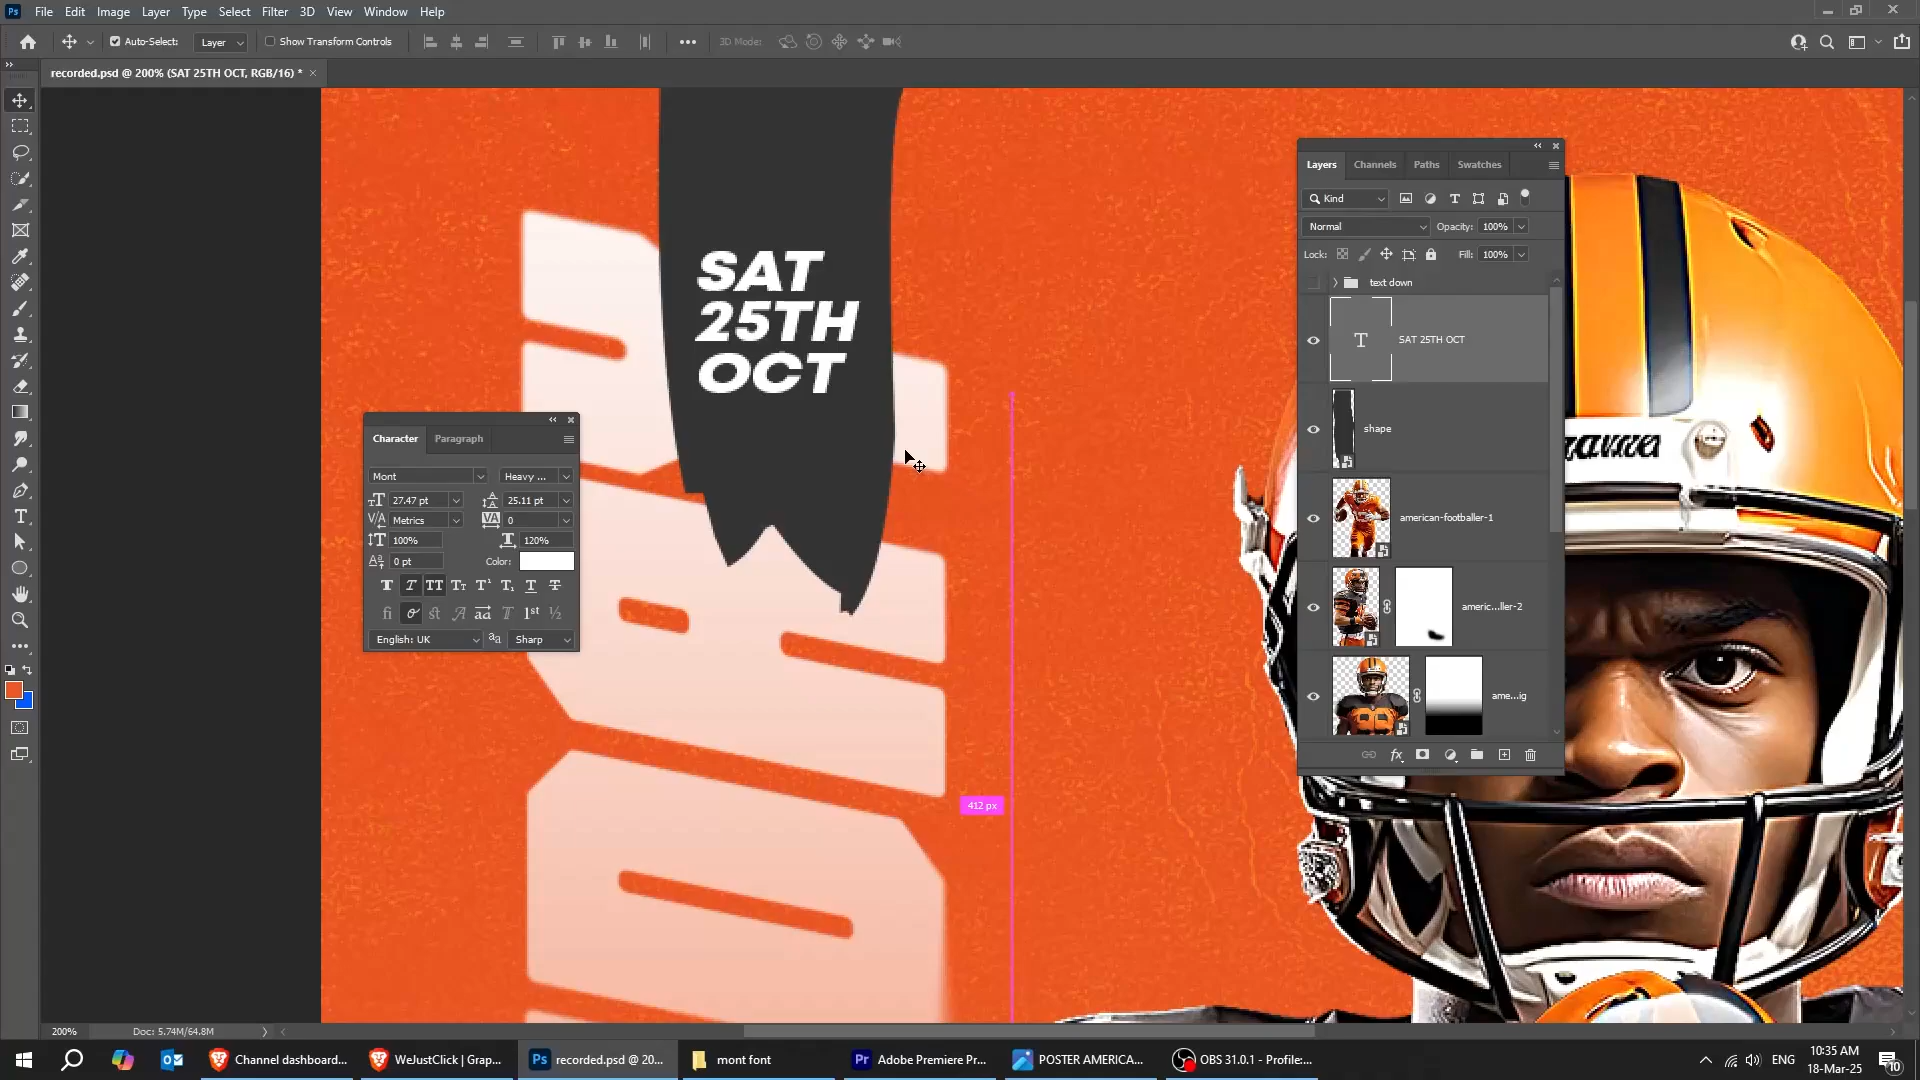 Ps File Edit Image Layer Type Select Filter 3D View Window Help
Auto-Select: Layer Show Transform Controls 3D Mode:
recorded.psd @ 200% (SAT 25TH OCT, RGB/16) *
SAT
25TH
OCT
Character Paragraph
Mont Heavy ...
27.47 pt 25.11 pt
Metrics 0
100% 120%
0 pt Color:
English: UK Sharp
412 px
Layers Channels Paths Swatches
Kind
Normal Opacity: 100%
Lock: Fill: 100%
text down
SAT 25TH OCT
shape
american-footballer-1
americ...ller-2
ame...ig
200% Doc: 5.74M/64.8M
Channel dashboard...
WeJustClick | Grap...
Ps recorded.psd @ 20...
mont font
Pr Adobe Premiere Pr...
POSTER AMERICA...
OBS 31.0.1 - Profile:...
ENG
10:35 AM
18-Mar-25
10